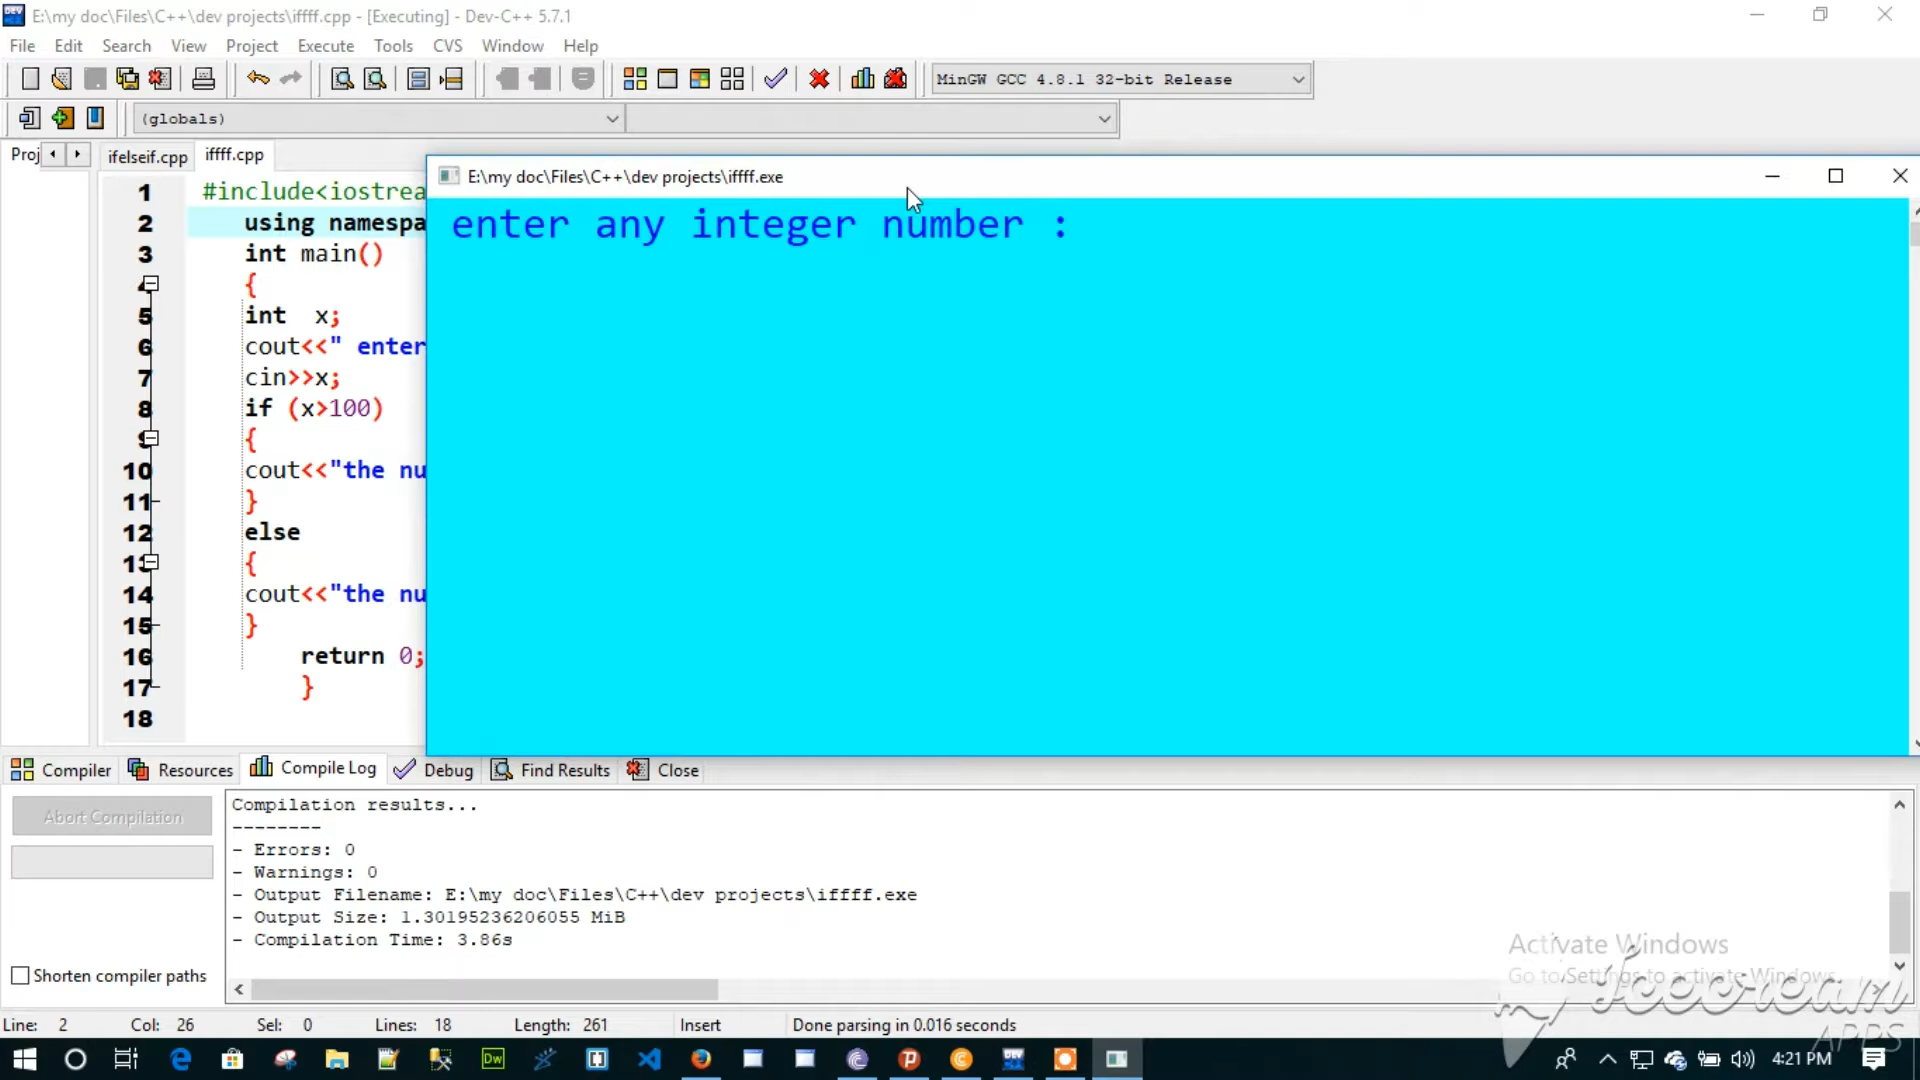 E:\my doc\Files\C++\dev projects\iffff.cpp - [Executing] - Dev-C++ 5.7.1
File Edit Search View Project Execute Tools CVS Window Help
MinGW GCC 4.8.1 32-bit Release
(globals)
Proj ifelseif.cpp iffff.cpp
E:\my doc\Files\C++\dev projects\iffff.exe
enter any integer number :
1 #include<iostrea
2 using namespa
3 int main()
4 {
5 int x;
6 cout<<" enter
7 cin>>x;
8 if (x>100)
9 {
10 cout<<"the nu
11 }
12 else
13 {
14 cout<<"the nu
15 }
16 return 0;
17 }
18
Compiler Resources Compile Log Debug Find Results Close
Abort Compilation
Shorten compiler paths
Compilation results...
--------
- Errors: 0
- Warnings: 0
- Output Filename: E:\my doc\Files\C++\dev projects\iffff.exe
- Output Size: 1.30195236206055 MiB
- Compilation Time: 3.86s
Activate Windows
Go to Settings to activate Windows.
Icecream
APPS
Line: 2 Col: 26 Sel: 0 Lines: 18 Length: 261 Insert Done parsing in 0.016 seconds
DEV
Dw
DEV
4:21 PM